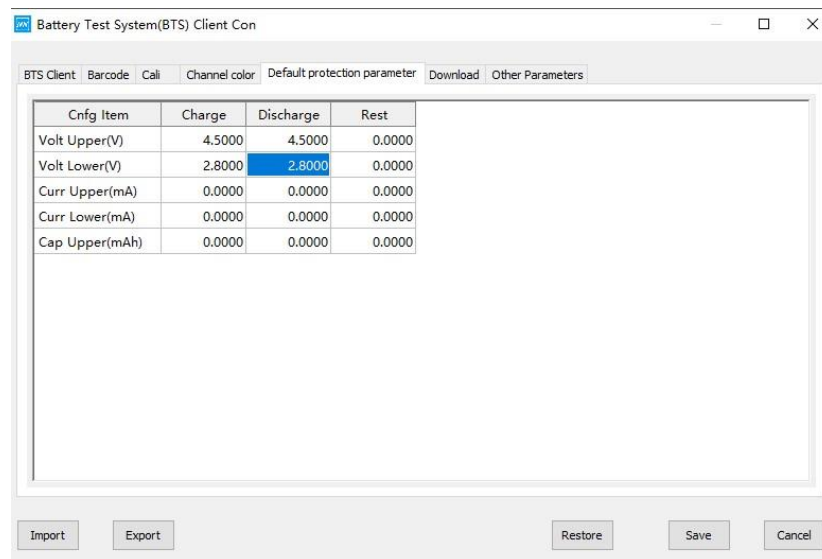 Battery Test System(BTS) Client Con
BTS Client Barcode Cali Channel color Default protection parameter Download Other Parameters
Cnfg Item Charge Discharge Rest
Volt Upper(V) 4.5000 4.5000 0.0000
Volt Lower(V) 2.8000 2.8000 0.0000
Curr Upper(mA) 0.0000 0.0000 0.0000
Curr Lower(mA) 0.0000 0.0000 0.0000
Cap Upper(mAh) 0.0000 0.0000 0.0000
Import Export Restore Save Cancel